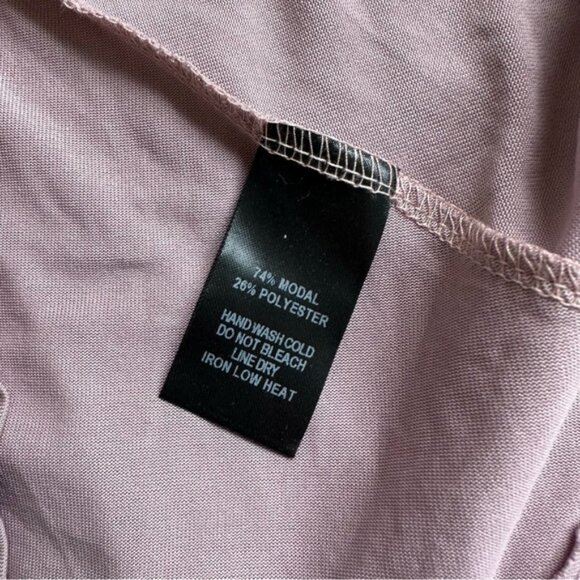 74% MODAL
26% POLYESTER
HAND WASH COLD
DO NOT BLEACH
LINE DRY
IRON LOW HEAT